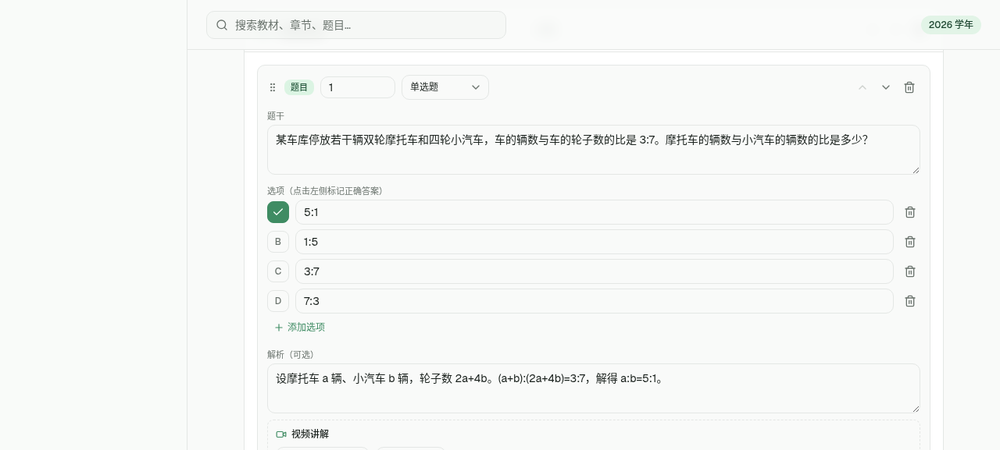 搜索教材、章节、题目…
2026 学年
题目
1
单选题
题干
某车库停放若干辆双轮摩托车和四轮小汽车，车的辆数与车的轮子数的比是 3:7。摩托车的辆数与小汽车的辆数的比是多少？
选项（点击左侧标记正确答案）
5:1
B
1:5
C
3:7
D
7:3
添加选项
解析（可选）
设摩托车 a 辆、小汽车 b 辆，轮子数 2a+4b。(a+b):(2a+4b)=3:7，解得 a:b=5:1。
视频讲解